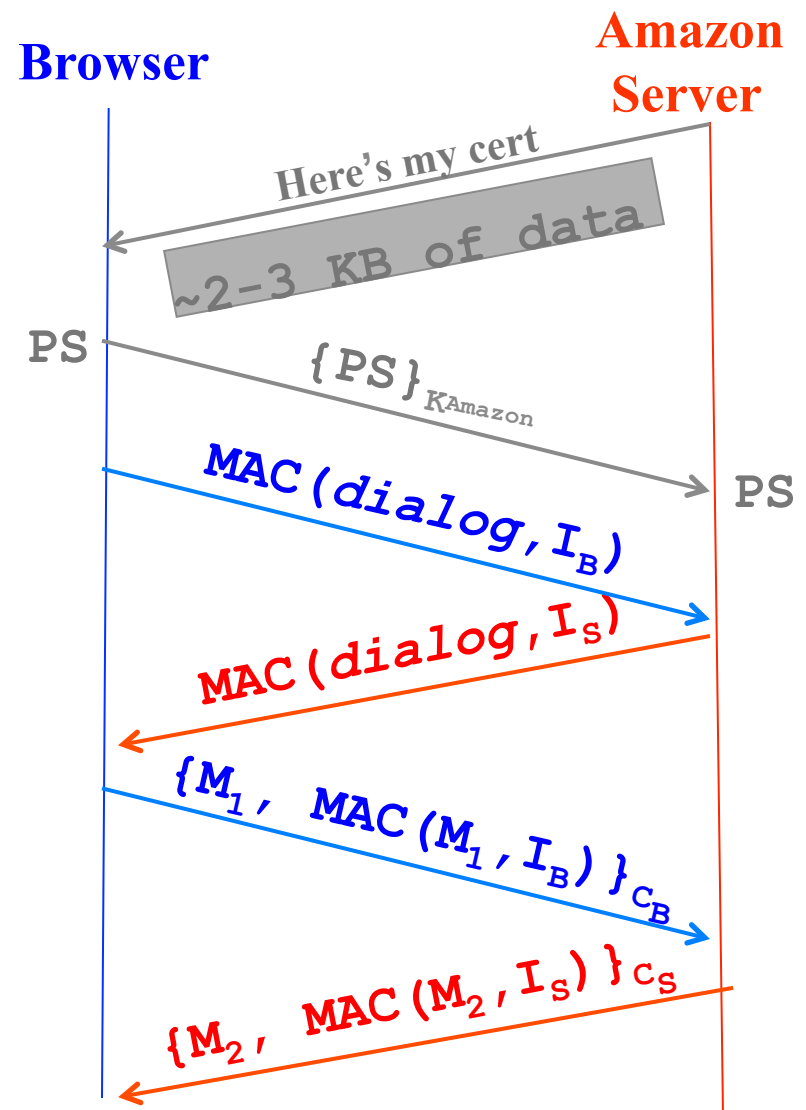 Browser
Amazon
Server
Here’s my cert
~2-3 KB of data
PS
{PS}KAmazon
PS
MAC(dialog,IB)
MAC(dialog,IS)
{M1, MAC(M1,IB)}CB
{M2, MAC(M2,IS)}CS